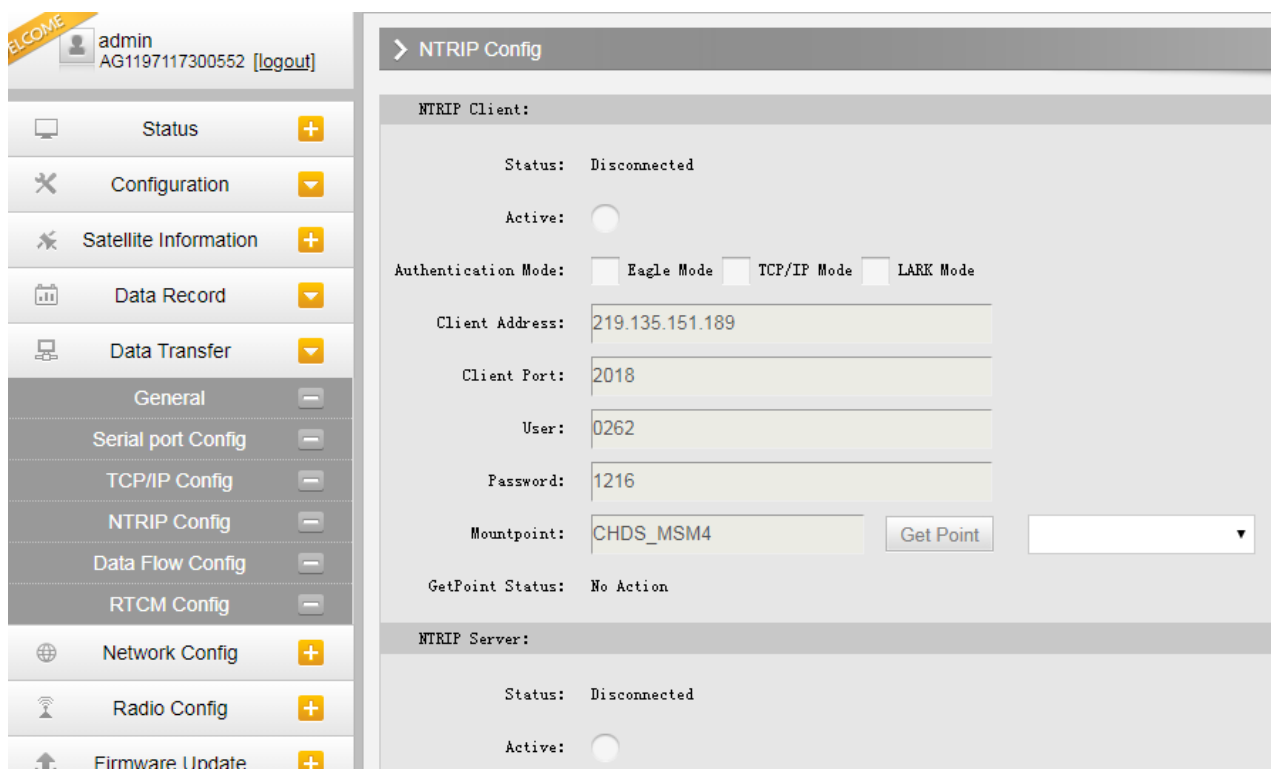 ELCOME
admin
AG1197117300552 [logout]
Status
Configuration
Satellite Information
Data Record
Data Transfer
General
Serial port Config
TCP/IP Config
NTRIP Config
Data Flow Config
RTCM Config
Network Config
Radio Config
Firmware Update
NTRIP Config
NTRIP Client:
Status: Disconnected
Active:
Authentication Mode: Eagle Mode TCP/IP Mode LARK Mode
Client Address: 219.135.151.189
Client Port: 2018
User: 0262
Password: 1216
Mountpoint: CHDS_MSM4 Get Point
GetPoint Status: No Action
NTRIP Server:
Status: Disconnected
Active: